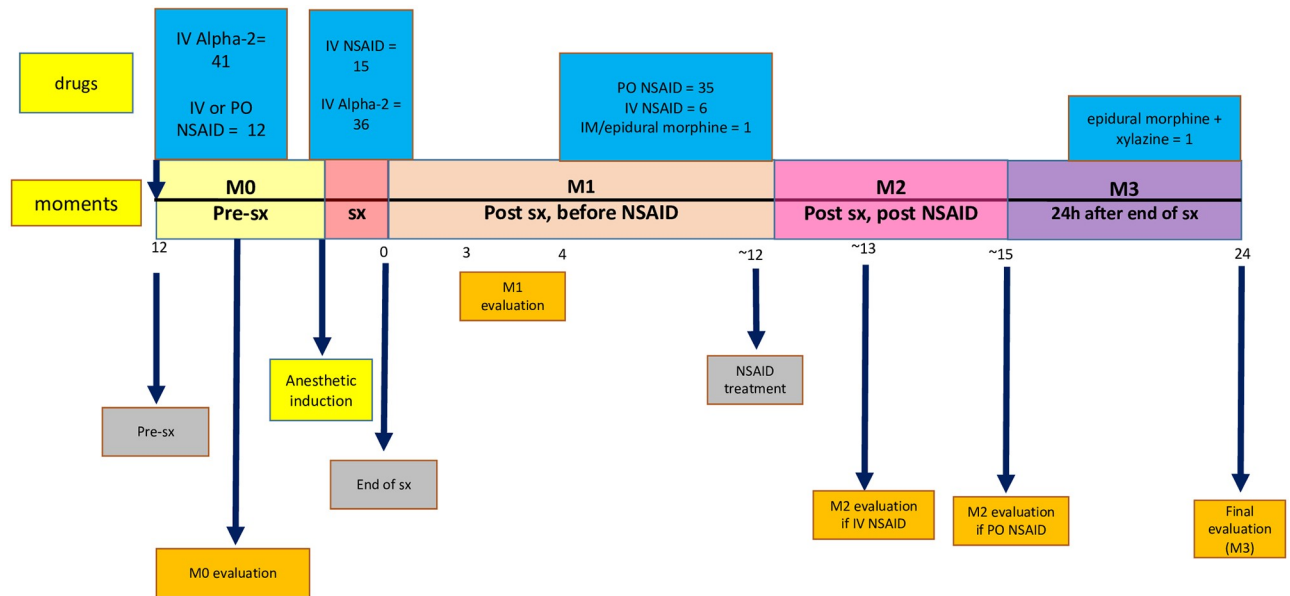 drugs
IV Alpha-2=
41
IV or PO
NSAID = 12
IV NSAID =
15
IV Alpha-2 =
36
PO NSAID = 35
IV NSAID = 6
IM/epidural morphine = 1
epidural morphine +
xylazine = 1
moments
M0
Pre-sx
sx
M1
Post sx, before NSAID
M2
Post sx, post NSAID
M3
24h after end of sx
12
0
3
4
~12
~13
~15
24
M1
evaluation
Anesthetic
induction
NSAID
treatment
Pre-sx
End of sx
M2 evaluation
if IV NSAID
M2 evaluation
if PO NSAID
Final
evaluation
(M3)
M0 evaluation